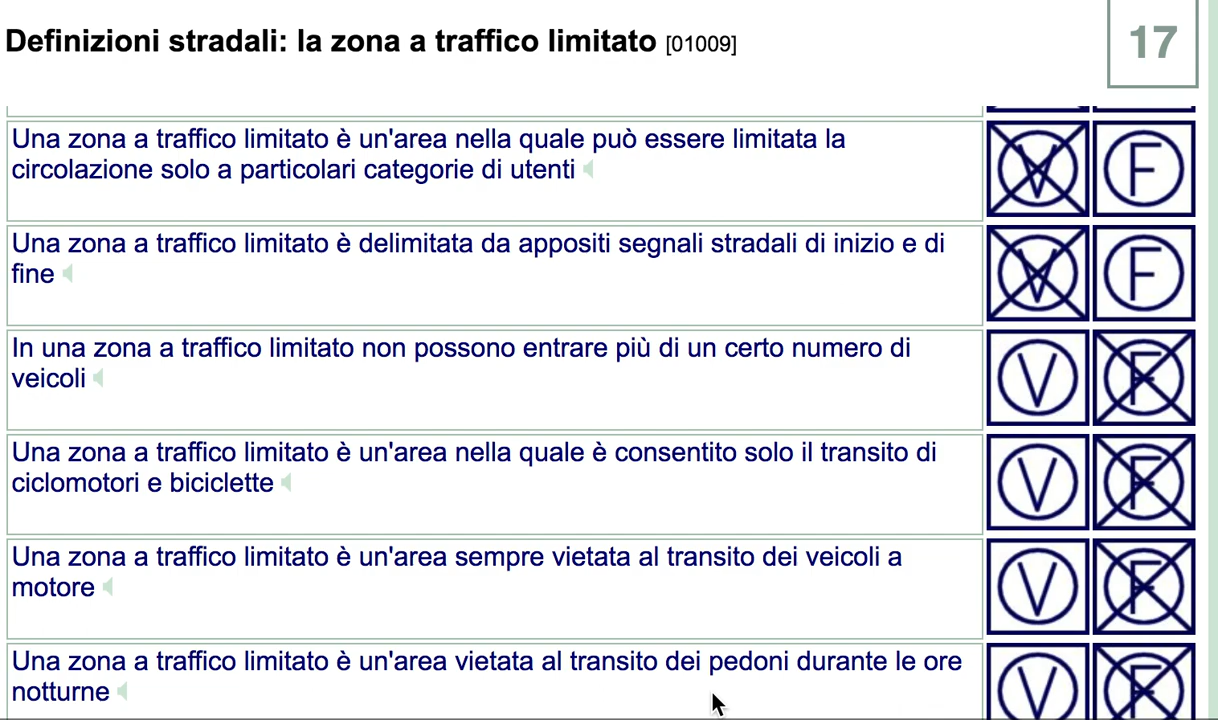 Definizioni stradali: la zona a traffico limitato [01009]
17
Una zona a traffico limitato è un'area nella quale può essere limitata la
circolazione solo a particolari categorie di utenti
V F
Una zona a traffico limitato è delimitata da appositi segnali stradali di inizio e di
fine
V F
In una zona a traffico limitato non possono entrare più di un certo numero di
veicoli
V F
Una zona a traffico limitato è un'area nella quale è consentito solo il transito di
ciclomotori e biciclette
V F
Una zona a traffico limitato è un'area sempre vietata al transito dei veicoli a
motore
V F
Una zona a traffico limitato è un'area vietata al transito dei pedoni durante le ore
notturne
V F